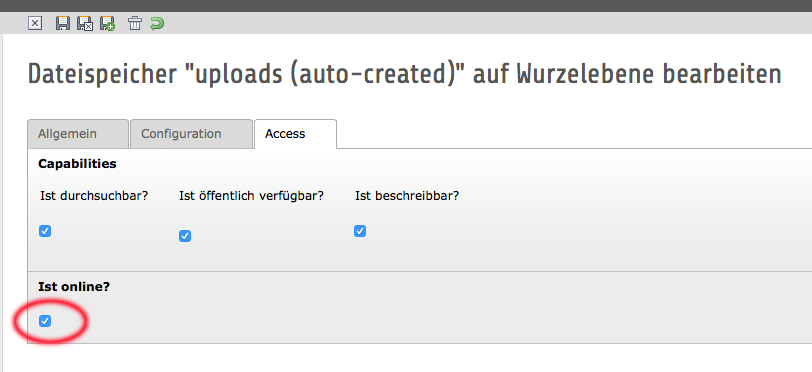 Dateispeicher "uploads (auto-created)" auf Wurzelebene bearbeiten
Allgemein Configuration Access
Capabilities
Ist durchsuchbar? Ist öffentlich verfügbar? Ist beschreibbar?
Ist online?